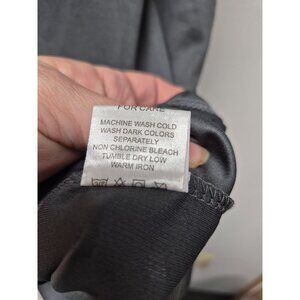 FOR CARE
MACHINE WASH COLD
WASH DARK COLORS
SEPARATELY
NON CHLORINE BLEACH
TUMBLE DRY LOW
WARM IRON